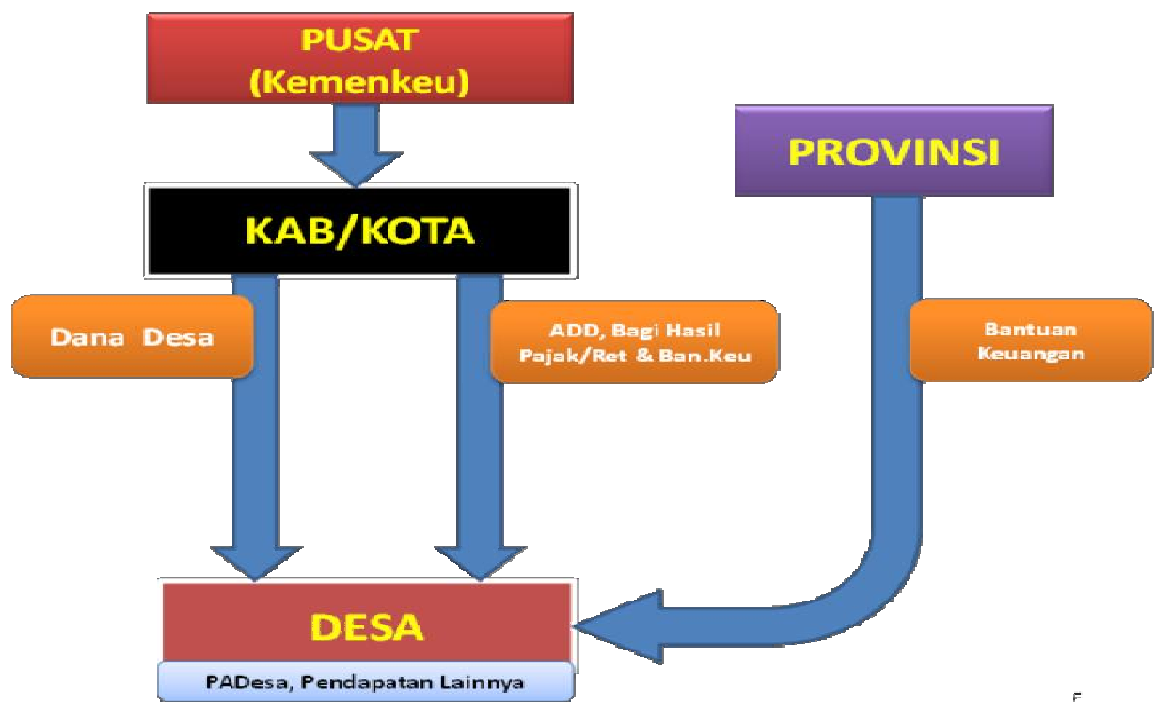 PUSAT
(Kemenkeu)
PROVINSI
KAB/KOTA
Dana Desa
ADD, Bagi Hasil
Pajak/Ret & Ban.Keu
Bantuan
Keuangan
DESA
PADesa, Pendapatan Lainnya